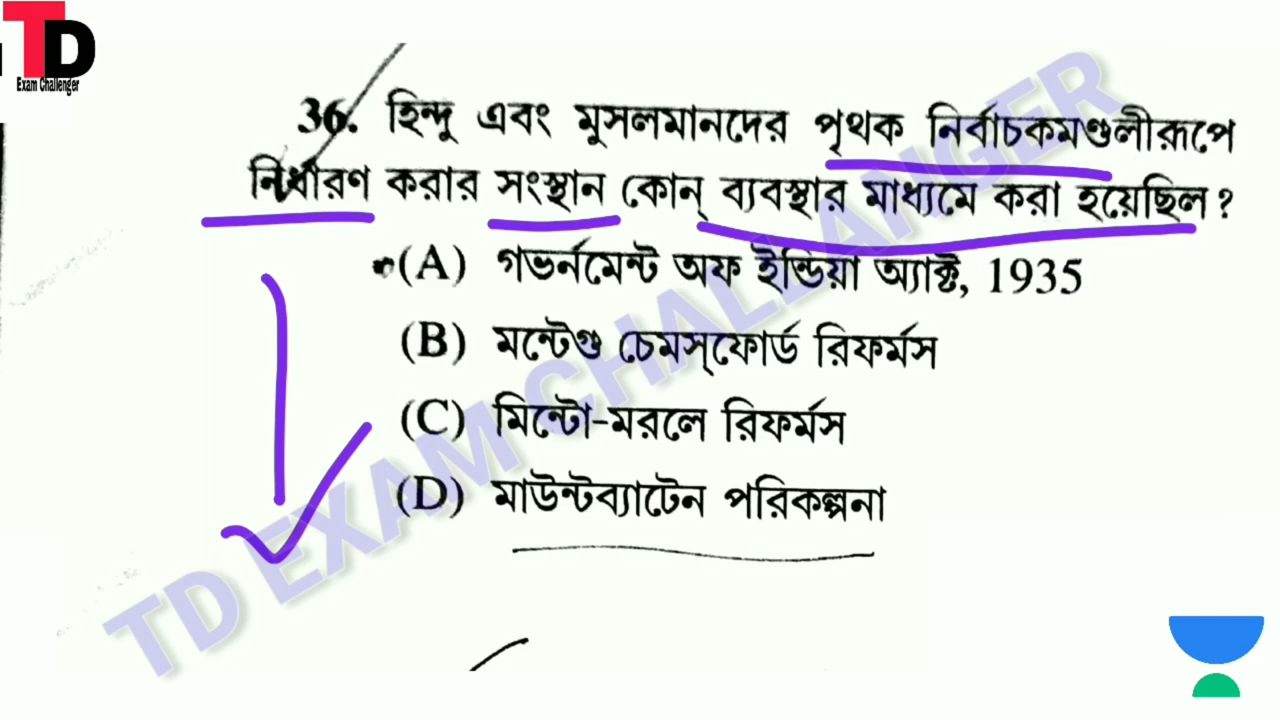 TD
Exam Challenger
36. হিন্দু এবং মুসলমানদের পৃথক নির্বাচকমণ্ডলীরূপে
নির্ধারণ করার সংস্থান কোন্ ব্যবস্থার মাধ্যমে করা হয়েছিল?
(A) গভর্নমেন্ট অফ ইন্ডিয়া অ্যাক্ট, 1935
(B) মন্টেগু চেমস্‌ফোর্ড রিফর্মস
(C) মিন্টো-মরলে রিফর্মস
(D) মাউন্টব্যাটেন পরিকল্পনা
TD EXAM CHALLENGER